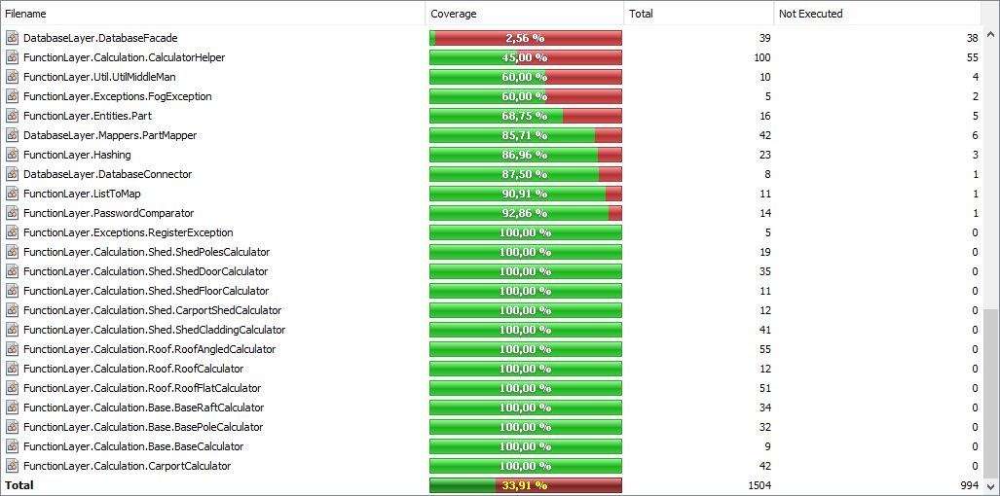 Filename Coverage Total Not Executed
DatabaseLayer.DatabaseFacade 2,56 % 39 38
FunctionLayer.Calculation.CalculatorHelper 45,00 % 100 55
FunctionLayer.Util.UtilMiddleMan 60,00 % 10 4
FunctionLayer.Exceptions.FogException 60,00 % 5 2
FunctionLayer.Entities.Part 68,75 % 16 5
DatabaseLayer.Mappers.PartMapper 85,71 % 42 6
FunctionLayer.Hashing 86,96 % 23 3
DatabaseLayer.DatabaseConnector 87,50 % 8 1
FunctionLayer.ListToMap 90,91 % 11 1
FunctionLayer.PasswordComparator 92,86 % 14 1
FunctionLayer.Exceptions.RegisterException 100,00 % 5 0
FunctionLayer.Calculation.Shed.ShedPolesCalculator 100,00 % 19 0
FunctionLayer.Calculation.Shed.ShedDoorCalculator 100,00 % 35 0
FunctionLayer.Calculation.Shed.ShedFloorCalculator 100,00 % 11 0
FunctionLayer.Calculation.Shed.CarportShedCalculator 100,00 % 12 0
FunctionLayer.Calculation.Shed.ShedCladdingCalculator 100,00 % 41 0
FunctionLayer.Calculation.Roof.RoofAngledCalculator 100,00 % 55 0
FunctionLayer.Calculation.Roof.RoofCalculator 100,00 % 12 0
FunctionLayer.Calculation.Roof.RoofFlatCalculator 100,00 % 51 0
FunctionLayer.Calculation.Base.BaseRaftCalculator 100,00 % 34 0
FunctionLayer.Calculation.Base.BasePoleCalculator 100,00 % 32 0
FunctionLayer.Calculation.Base.BaseCalculator 100,00 % 9 0
FunctionLayer.Calculation.CarportCalculator 100,00 % 42 0
Total 33,91 % 1504 994